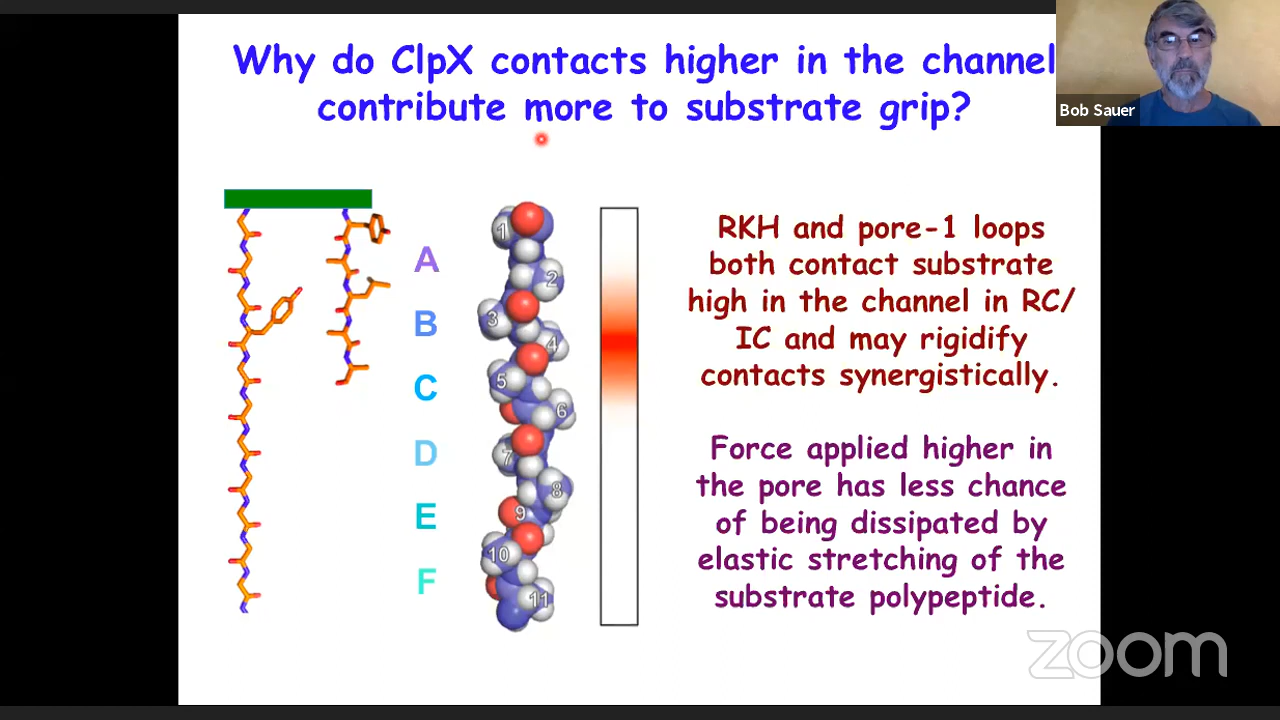 Why do ClpX contacts higher in the channel
contribute more to substrate grip?
Bob Sauer
A
B
C
D
E
F
1
2
3
4
5
6
7
8
9
10
11
RKH and pore-1 loops
both contact substrate
high in the channel in RC/
IC and may rigidify
contacts synergistically.
Force applied higher in
the pore has less chance
of being dissipated by
elastic stretching of the
substrate polypeptide.
zoom